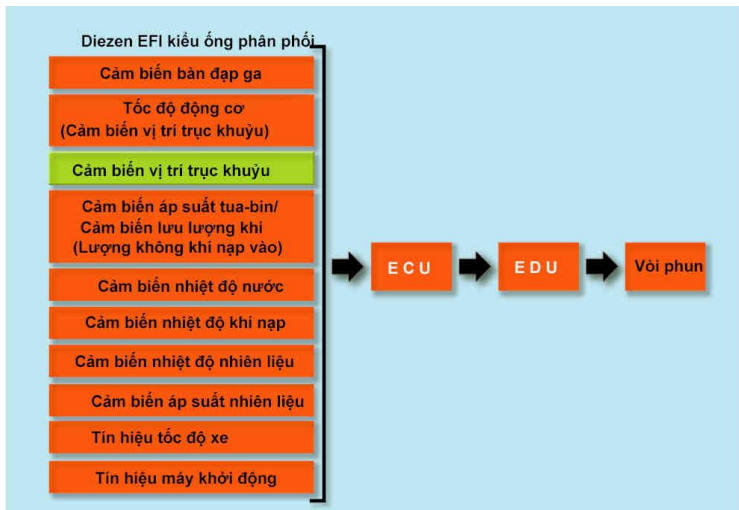 Diezen EFI kiểu ống phân phối
Cảm biến bàn đạp ga
Tốc độ động cơ
(Cảm biến vị trí trục khuỷu)
Cảm biến vị trí trục khuỷu
Cảm biến áp suất tua-bin/
Cảm biến lưu lượng khí
(Lượng không khí nạp vào)
Cảm biến nhiệt độ nước
Cảm biến nhiệt độ khí nạp
Cảm biến nhiệt độ nhiên liệu
Cảm biến áp suất nhiên liệu
Tín hiệu tốc độ xe
Tín hiệu máy khởi động
ECU
EDU
Vòi phun